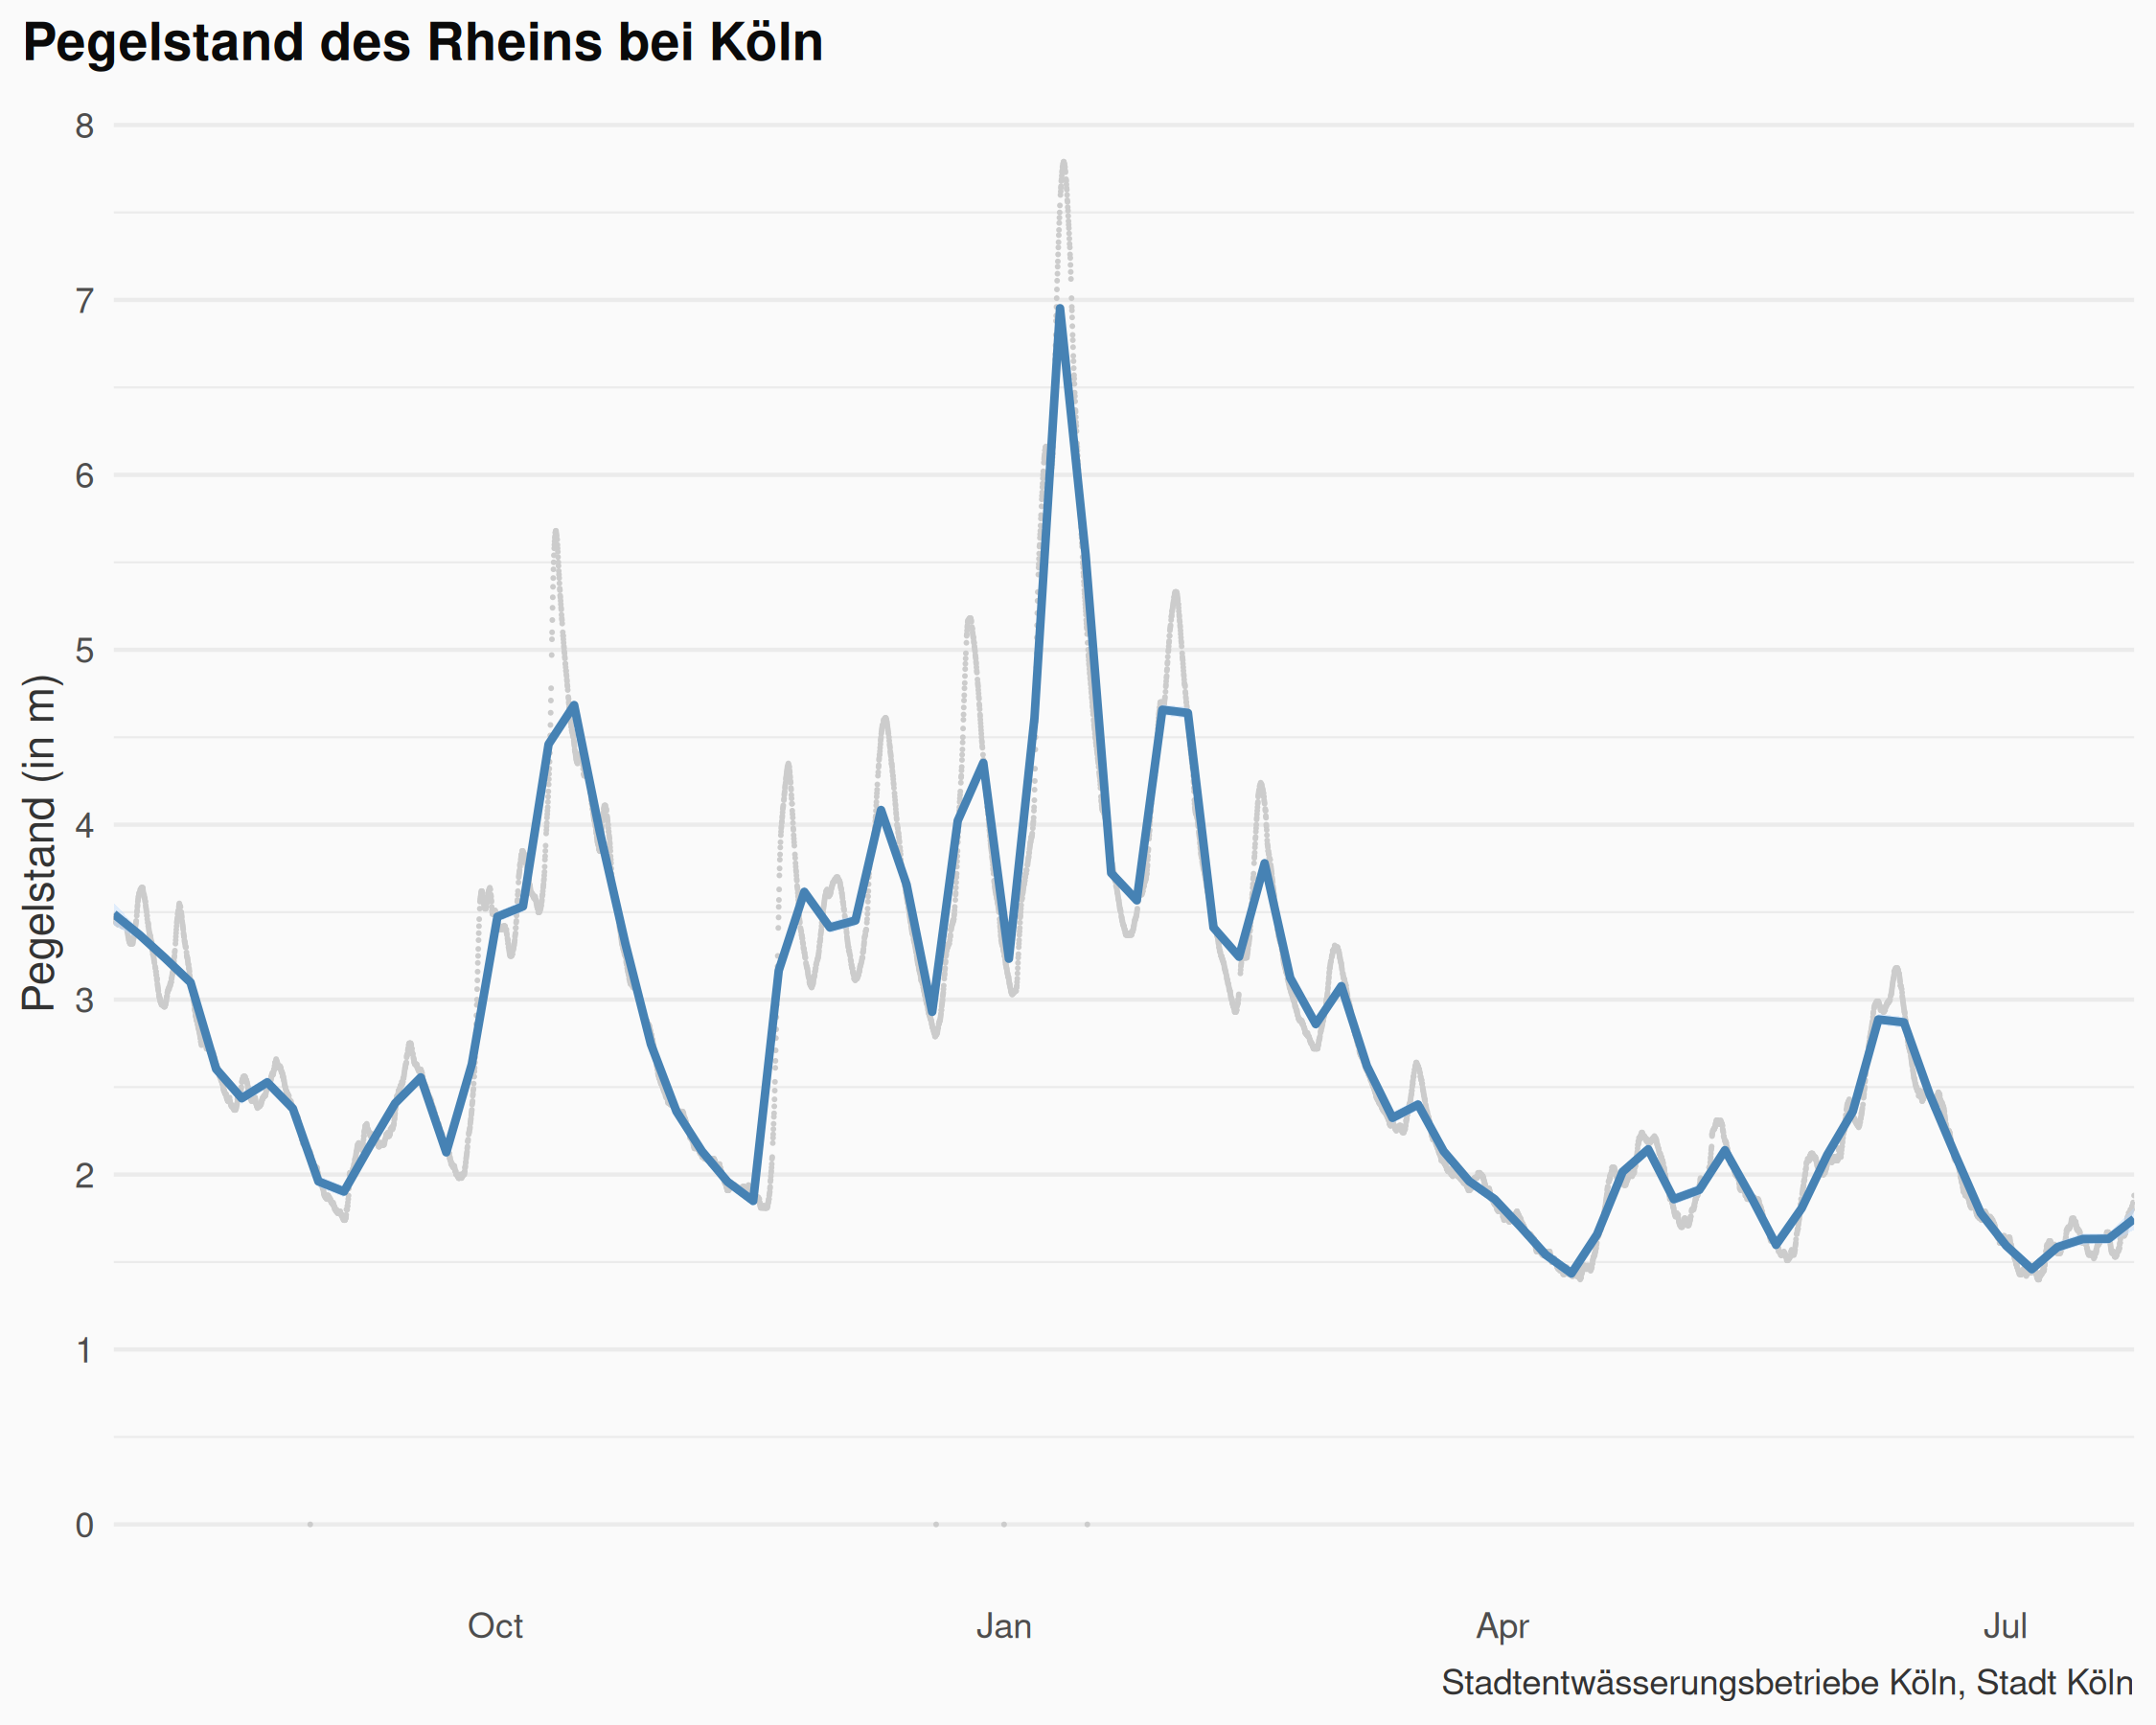 Pegelstand des Rheins bei Köln
Pegelstand (in m)
8
7
6
5
4
3
2
1
0
Oct Jan Apr Jul
Stadtentwässerungsbetriebe Köln, Stadt Köln